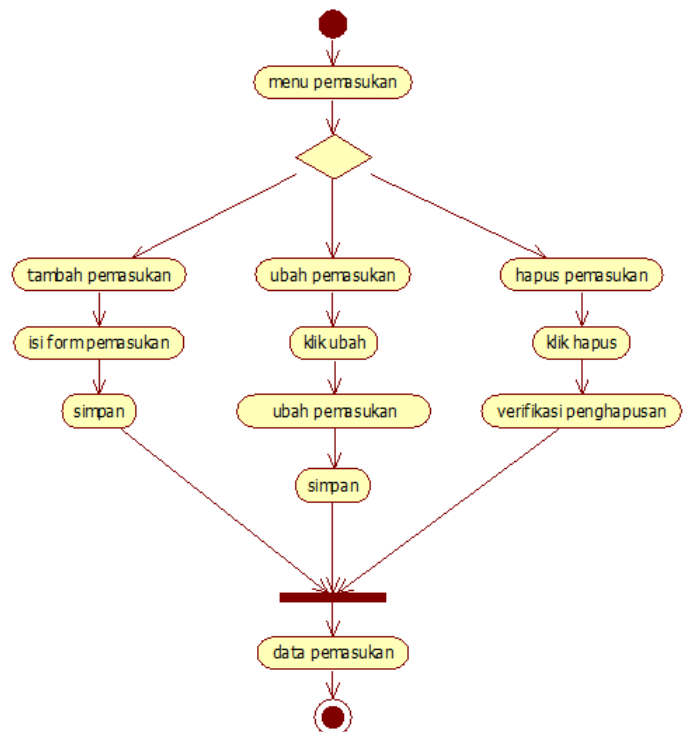 menu pemasukan
tambah pemasukan
ubah pemasukan
hapus pemasukan
isi form pemasukan
klik ubah
klik hapus
simpan
ubah pemasukan
verifikasi penghapusan
simpan
data pemasukan